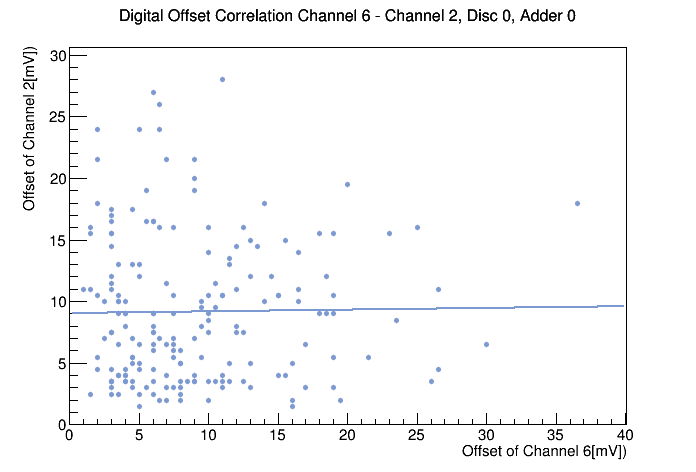 Digital Offset Correlation Channel 6 - Channel 2, Disc 0, Adder 0
Offset of Channel 2[mV])
30
25
20
15
10
5
0
0 5 10 15 20 25 30 35 40
Offset of Channel 6[mV])